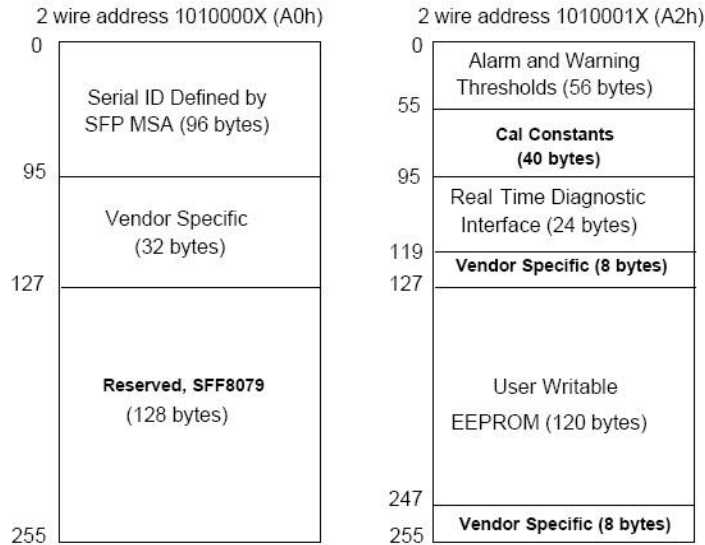 2 wire address 1010000X (A0h)
0
Serial ID Defined by
SFP MSA (96 bytes)
95
Vendor Specific
(32 bytes)
127
Reserved, SFF8079
(128 bytes)
255
2 wire address 1010001X (A2h)
0
Alarm and Warning
Thresholds (56 bytes)
55
Cal Constants
(40 bytes)
95
Real Time Diagnostic
Interface (24 bytes)
119
Vendor Specific (8 bytes)
127
User Writable
EEPROM (120 bytes)
247
Vendor Specific (8 bytes)
255